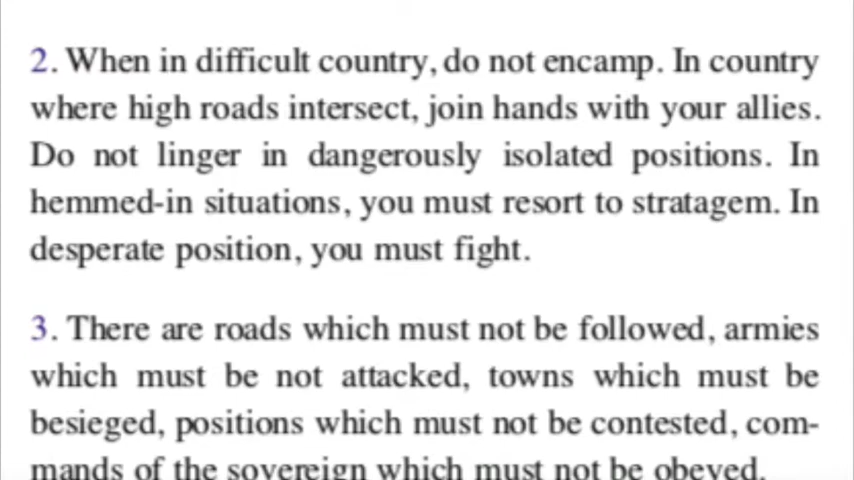 2. When in difficult country, do not encamp. In country
where high roads intersect, join hands with your allies.
Do not linger in dangerously isolated positions. In
hemmed-in situations, you must resort to stratagem. In
desperate position, you must fight.
3. There are roads which must not be followed, armies
which must be not attacked, towns which must be
besieged, positions which must not be contested, com-
mands of the sovereign which must not be obeyed.